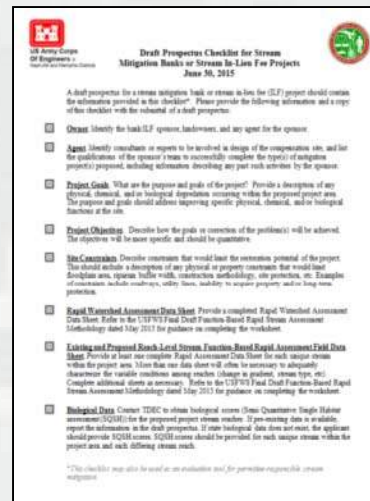 US Army Corps
Of Engineers ®
Nashville and Memphis Districts
Draft Prospectus Checklist for Stream
Mitigation Banks or Stream In-Lieu Fee Projects
June 30, 2015
A draft prospectus for a stream mitigation bank or stream in-lieu fee (ILF) project should contain
the information provided in this checklist*. Please provide the following information and a copy
of this checklist with the submittal of a draft prospectus.
Owner: Identify the bank/ILF sponsor, landowners, and any agent for the sponsor.
Agent: Identify consultants or experts to be involved in design of the compensation site, and list
the qualifications of the sponsor's team to successfully complete the type(s) of mitigation
project(s) proposed, including information describing any past such activities by the sponsor.
Project Goals: What are the purpose and goals of the project? Provide a description of any
physical, chemical, and/or biological degradation occurring within the proposed project area.
The purpose and goals should address improving specific physical, chemical, and/or biological
functions at the site.
Project Objectives: Describe how the goals or correction of the problem(s) will be achieved.
The objectives will be more specific and should be quantitative.
Site Constraints: Describe constraints that would limit the restoration potential of the project.
This should include a description of any physical or property constraints that would limit
floodplain area, riparian buffer width, construction methodology, site protection, etc. Examples
of constraints include roadways, utility lines, inability to acquire property and/or long-term
protection.
Rapid Watershed Assessment Data Sheet: Provide a completed Rapid Watershed Assessment
Data Sheet. Refer to the USFWS Final Draft Function-Based Rapid Stream Assessment
Methodology dated May 2015 for guidance on completing the worksheet.
Existing and Proposed Reach-Level Stream Function-Based Rapid Assessment Field Data
Sheet: Provide at least one complete Rapid Assessment Data Sheet for each unique stream
within the project area. More than one data sheet will often be necessary to adequately
characterize the variable conditions among reaches (change in gradient, stream type, etc).
Complete additional sheets as necessary. Refer to the USFWS Final Draft Function-Based Rapid
Stream Assessment Methodology dated May 2015 for guidance on completing the worksheet.
Biological Data: Contact TDEC to obtain biological scores (Semi Quantitative Single Habitat
assessment (SQSH)) for the proposed project stream reaches. If pre-existing data is available,
report the information in the draft prospectus. If state biological data does not exist, the applicant
should provide SQSH scores. SQSH scores should be provided for each unique stream within the
project area and each differing stream reach.
*This checklist may also be used as an evaluation tool for permittee-responsible stream
mitigation.